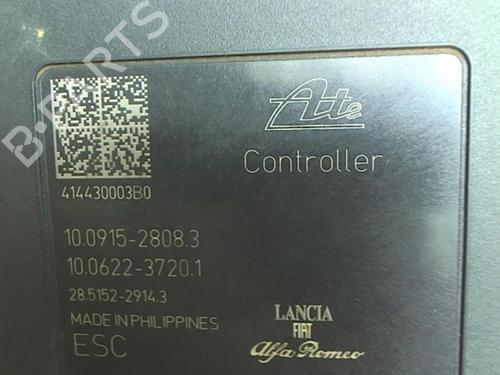 B-PARTS
Ate
Controller
414430003B0
10.0915-2808.3
10.0622-3720.1
28.5152-2914.3
MADE IN PHILIPPINES
ESC
LANCIA
FIAT
Alfa Romeo